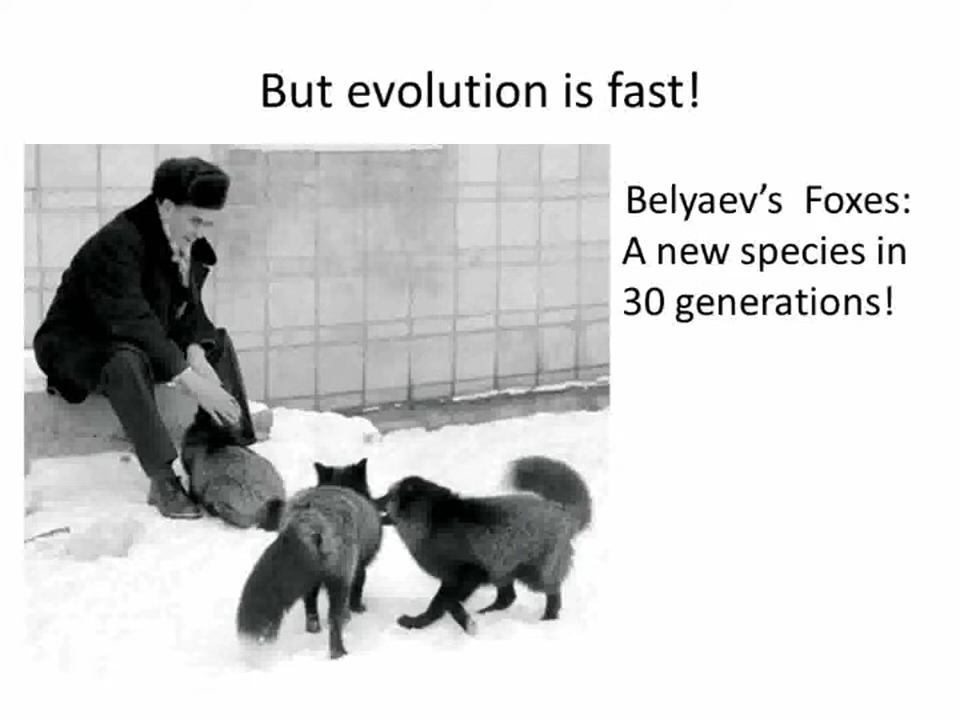 But evolution is fast!
Belyaev’s  Foxes:
A new species in
30 generations!